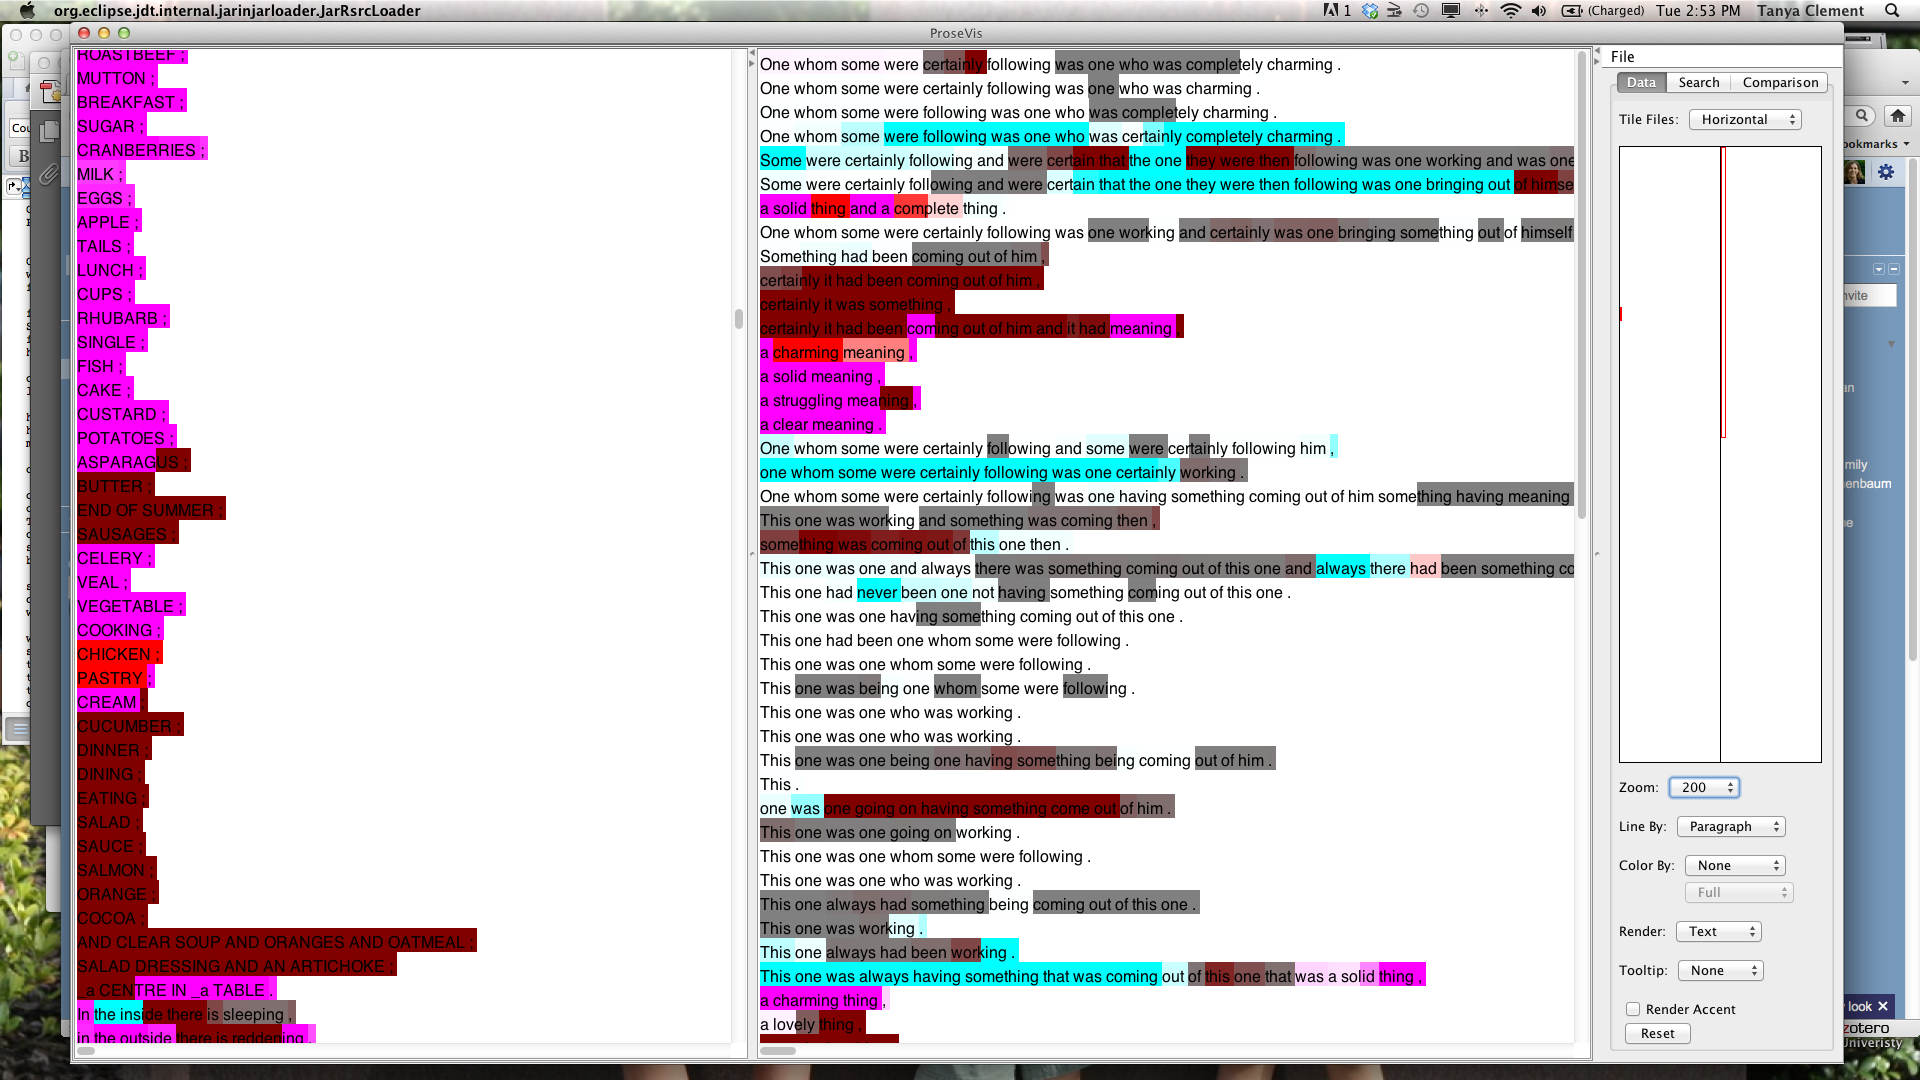 org.eclipse.jdt.internal.jarinjarloader.JarRsrcLoader
1
(Charged)
Tue 2:53 PM
Tanya Clement
ProseVis
ROASTBEEF ;
MUTTON ;
BREAKFAST ;
SUGAR ;
CRANBERRIES ;
MILK ;
EGGS ;
APPLE ;
TAILS ;
LUNCH ;
CUPS ;
RHUBARB ;
SINGLE ;
FISH ;
CAKE ;
CUSTARD ;
POTATOES ;
ASPARAGUS ;
BUTTER ;
END OF SUMMER ;
SAUSAGES ;
CELERY ;
VEAL ;
VEGETABLE ;
COOKING ;
CHICKEN ;
PASTRY ;
CREAM ;
CUCUMBER ;
DINNER ;
DINING ;
EATING ;
SALAD ;
SAUCE ;
SALMON ;
ORANGE ;
COCOA ;
AND CLEAR SOUP AND ORANGES AND OATMEAL ;
SALAD DRESSING AND AN ARTICHOKE ;
_a CENTRE IN _a TABLE .
In the inside there is sleeping ,
in the outside there is reddening ,
One whom some were certainly following was one who was completely charming .
One whom some were certainly following was one who was charming .
One whom some were following was one who was completely charming .
One whom some were following was one who was certainly completely charming .
Some were certainly following and were certain that the one they were then following was one working and was one
Some were certainly following and were certain that the one they were then following was one bringing out of himse
a solid thing and a complete thing .
One whom some were certainly following was one working and certainly was one bringing something out of himself
Something had been coming out of him ,
certainly it had been coming out of him ,
certainly it was something ,
certainly it had been coming out of him and it had meaning ,
a charming meaning ,
a solid meaning ,
a struggling meaning ,
a clear meaning .
One whom some were certainly following and some were certainly following him ,
one whom some were certainly following was one certainly working .
One whom some were certainly following was one having something coming out of him something having meaning
This one was working and something was coming then ,
something was coming out of this one then .
This one was one and always there was something coming out of this one and always there had been something co
This one had never been one not having something coming out of this one .
This one was one having something coming out of this one .
This one had been one whom some were following .
This one was one whom some were following .
This one was being one whom some were following .
This one was one who was working .
This one was one who was working .
This one was one being one having something being coming out of him .
This .
one was one going on having something come out of him .
This one was one going on working .
This one was one whom some were following .
This one was one who was working .
This one always had something being coming out of this one .
This one was working .
This one always had been working .
This one was always having something that was coming out of this one that was a solid thing ,
a charming thing ,
a lovely thing ,
File
Data
Search
Comparison
Tile Files:
Horizontal
Zoom:
200
Line By:
Paragraph
Color By:
None
Full
Render:
Text
Tooltip:
None
Render Accent
Reset
Cou
B
okmarks
nvite
an
mily
nenbaum
ne
look
zotero
Univeristy